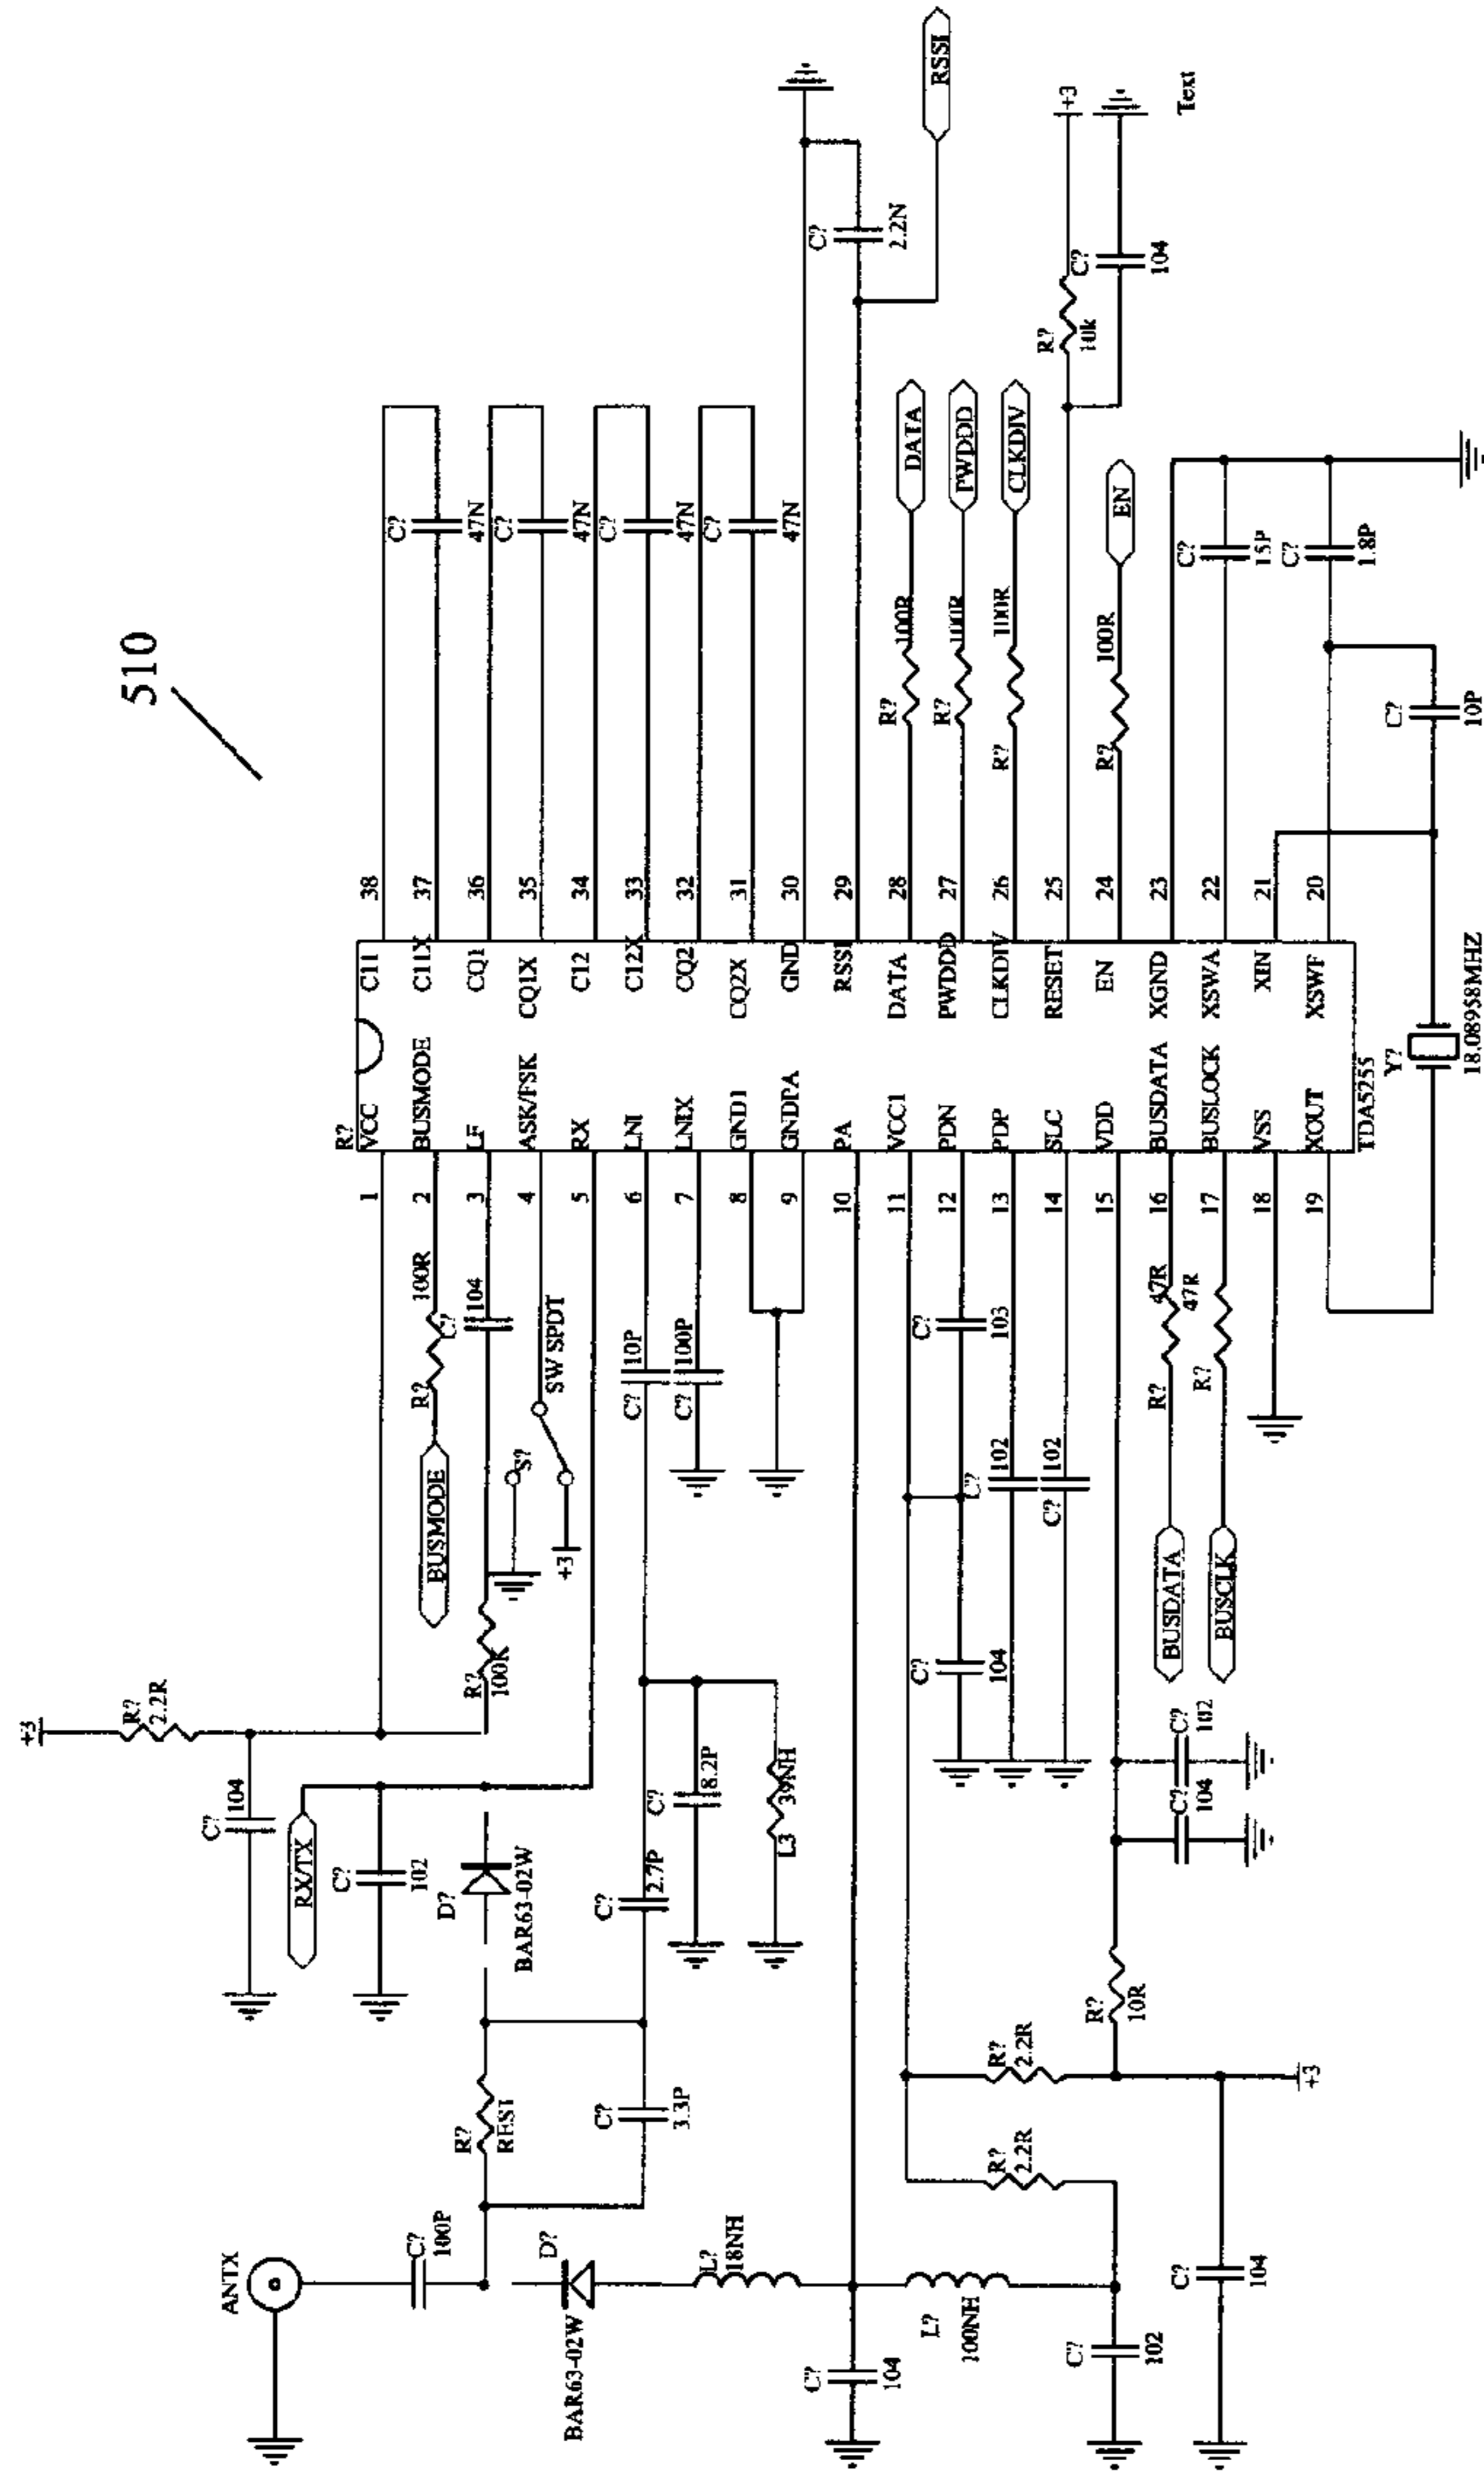 510
ANTX
C?
100P
+3
R?
2.2R
C?
104
RX/TX
C?
102
D?
BAR63-02W
R?
REST
C?
3.3P
C?
2.7P
C?
8.2P
L3
39NH
D?
BAR63-02W
L?
18NH
L?
100NH
C?
104
C?
102
C?
104
R?
2.2R
R?
2.2R
R?
10R
+3
C?
104
C?
102
BUSMODE
R?
100R
R?
100K
C?
104
S?
SW SPDT
+3
C?
10P
C?
100P
C?
103
C?
104
C?
102
C?
102
BUSDATA
R?
47R
BUSCLK
R?
47R
R?
1 VCC
2 BUSMODE
3 LF
4 ASK/FSK
5 RX
6 LNI
7 LNIX
8 GND1
9 GNDPA
10 PA
11 VCC1
12 PDN
13 PDP
14 SLC
15 VDD
16 BUSDATA
17 BUSLOCK
18 VSS
19 XOUT
TDA5255
C11 38
C11X 37
CQ1 36
CQ1X 35
C12 34
C12X 33
CQ2 32
CQ2X 31
GND 30
RSSI 29
DATA 28
PWDDD 27
CLKDIV 26
RESET 25
EN 24
XGND 23
XSWA 22
XIN 21
XSWF 20
C?
47N
C?
47N
C?
47N
C?
47N
C?
2.2N
RSSI
R?
100R
DATA
R?
100R
PWDDD
R?
100R
CLKDIV
R?
10k
+3
C?
104
Text
R?
100R
EN
C?
15P
C?
1.8P
C?
10P
Y?
18.08958MHZ